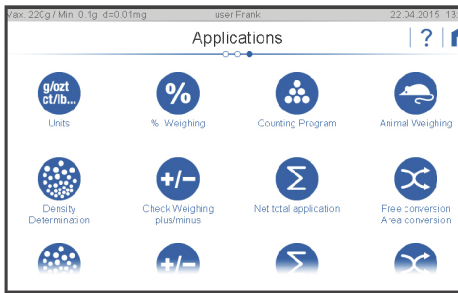 Max. 220g / Min 0.1g d=0.01mg user Frank 22.04.2015 13
Applications
?
g/ozt
ct/lb...
Units
%
% Weighing
Counting Program
Animal Weighing
Density
Determination
+/−
Check Weighing
plus/minus
Σ
Net total application
Free conversion
Area conversion
+/−
Σ